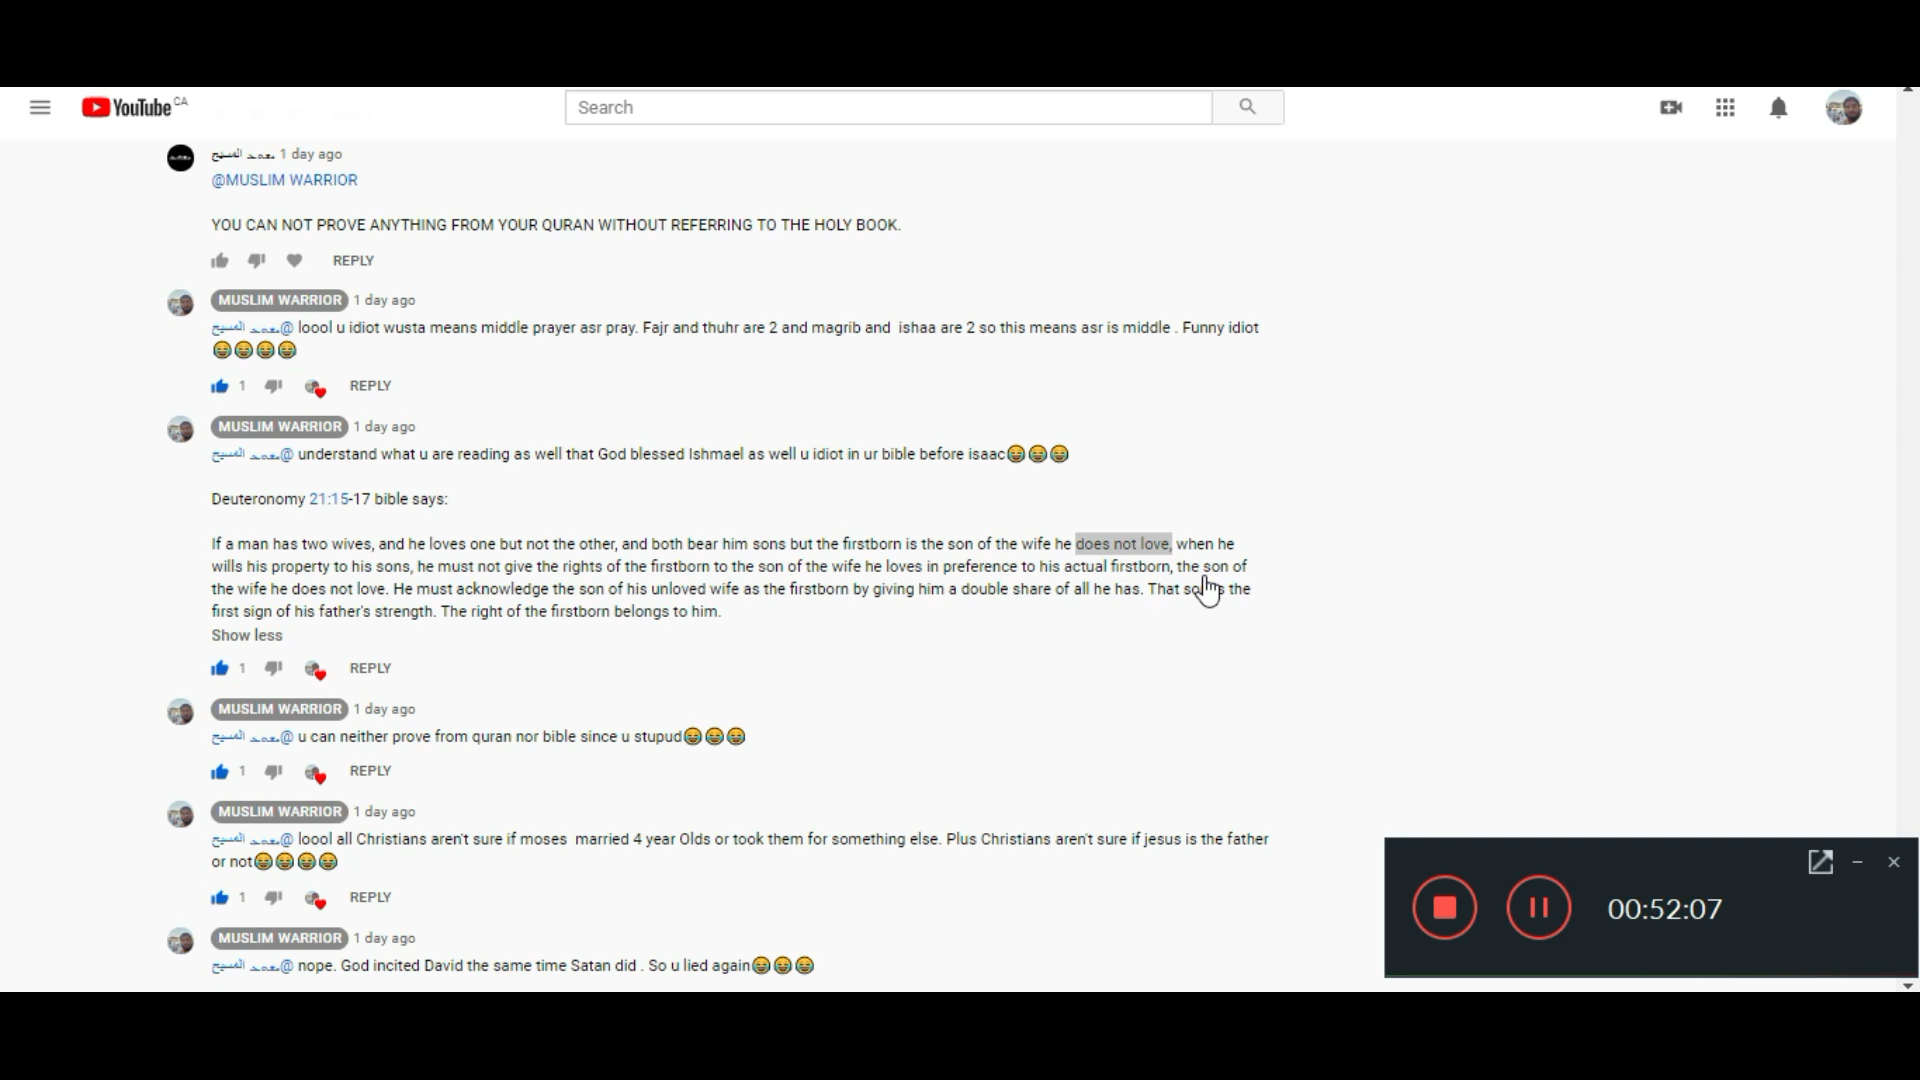 YouTube CA
Search
محمد المسيح 1 day ago
@MUSLIM WARRIOR
YOU CAN NOT PROVE ANYTHING FROM YOUR QURAN WITHOUT REFERRING TO THE HOLY BOOK.
REPLY
MUSLIM WARRIOR 1 day ago
@محمد المسيح loool u idiot wusta means middle prayer asr pray. Fajr and thuhr are 2 and magrib and ishaa are 2 so this means asr is middle . Funny idiot
😂😂😂😂
1 REPLY
MUSLIM WARRIOR 1 day ago
@محمد المسيح understand what u are reading as well that God blessed Ishmael as well u idiot in ur bible before isaac😂😂😂
Deuteronomy 21:15-17 bible says:
If a man has two wives, and he loves one but not the other, and both bear him sons but the firstborn is the son of the wife he does not love, when he
wills his property to his sons, he must not give the rights of the firstborn to the son of the wife he loves in preference to his actual firstborn, the son of
the wife he does not love. He must acknowledge the son of his unloved wife as the firstborn by giving him a double share of all he has. That son is the
first sign of his father's strength. The right of the firstborn belongs to him.
Show less
1 REPLY
MUSLIM WARRIOR 1 day ago
@محمد المسيح u can neither prove from quran nor bible since u stupud😂😂😂
1 REPLY
MUSLIM WARRIOR 1 day ago
@محمد المسيح loool all Christians aren't sure if moses married 4 year Olds or took them for something else. Plus Christians aren't sure if jesus is the father
or not😂😂😂😂
1 REPLY
MUSLIM WARRIOR 1 day ago
@محمد المسيح nope. God incited David the same time Satan did . So u lied again😂😂😂
00:52:07